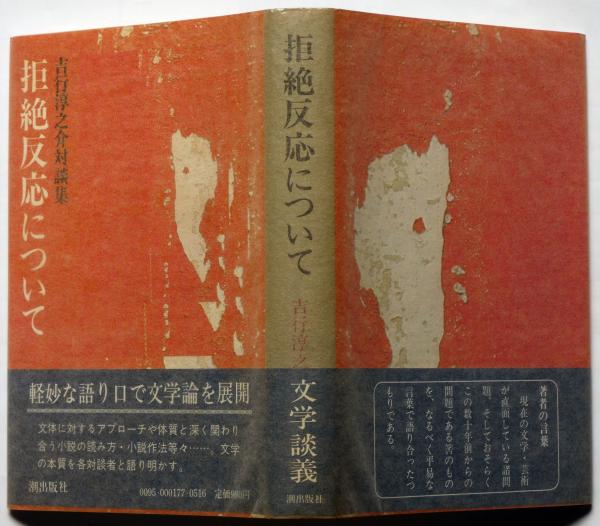 吉行淳之介対談集
拒絶反応について
軽妙な語り口で文学論を展開
文体に対するアプローチや体質と深く関わり
合う小説の読み方・小説作法等々……。文学
の本質を各対談者と語り明かす。
潮出版社
0095-000177-0516 定価980円
拒絶反応について
吉行淳之
文学談義
潮出版社
著者の言葉
現在の文学・芸術
が直面している諸問
題、そしておそらく
この数十年前からの
問題である筈のもの
を、なるべく平易な
言葉で語り合ったつ
もりである。